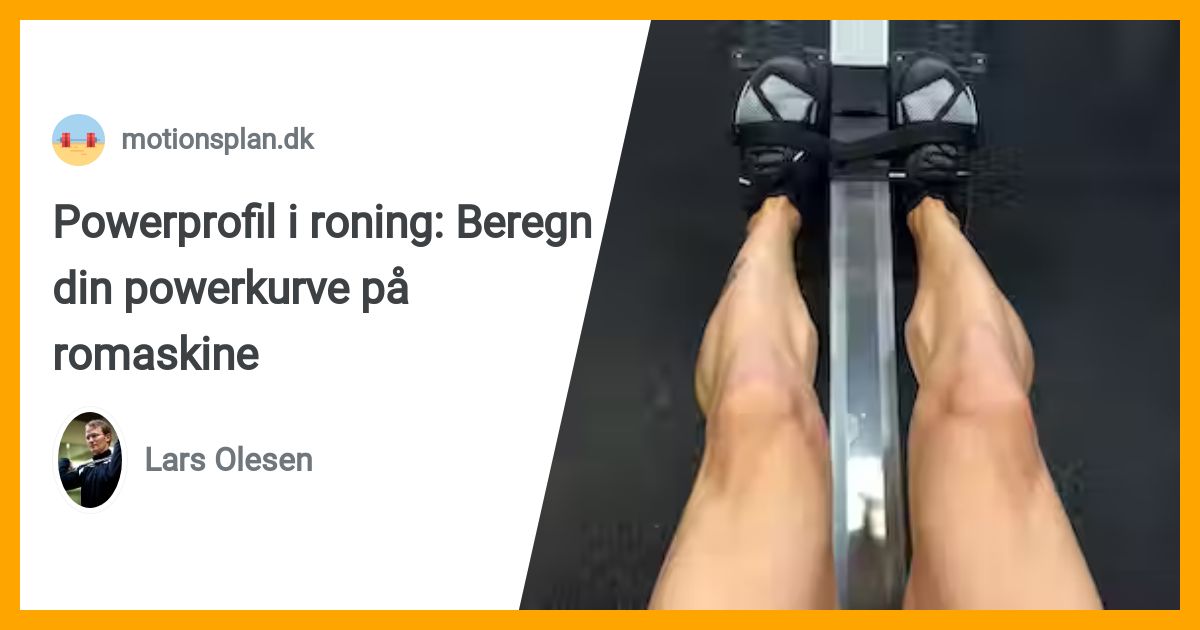 motionsplan.dk
Powerprofil i roning: Beregn
din powerkurve på
romaskine
Lars Olesen